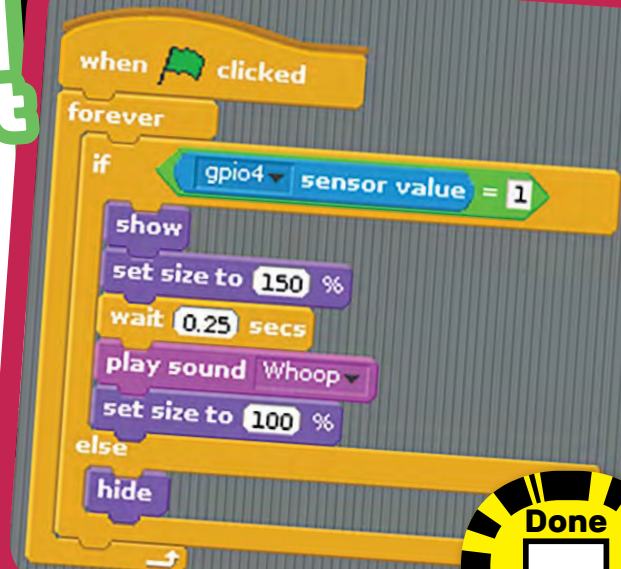 when clicked
forever
if gpio4 sensor value = 1
show
set size to 150 %
wait 0.25 secs
play sound Whoop
set size to 100 %
else
hide
Done